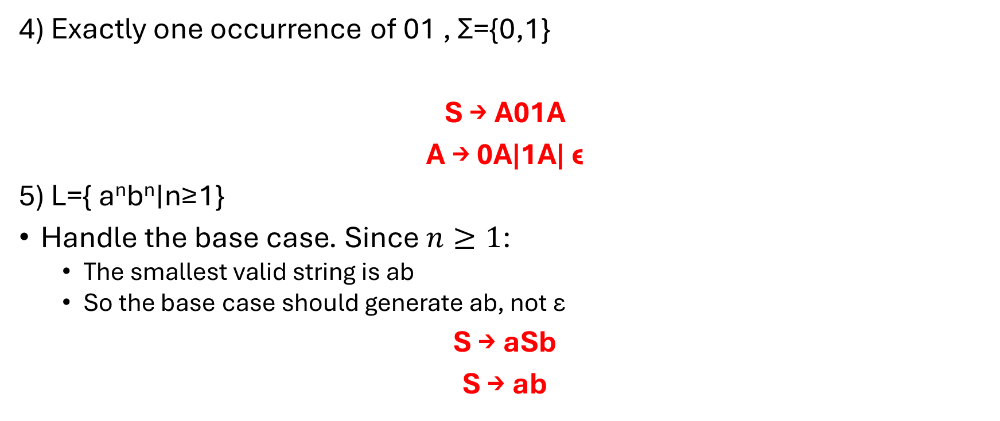 4) Exactly one occurrence of 01 , Σ={0,1}
S → A01A
A → 0A|1A| ϵ
5) L={ aⁿbⁿ|n≥1}
• Handle the base case. Since 𝑛 ≥ 1:
• The smallest valid string is ab
• So the base case should generate ab, not ε
S → aSb
S → ab